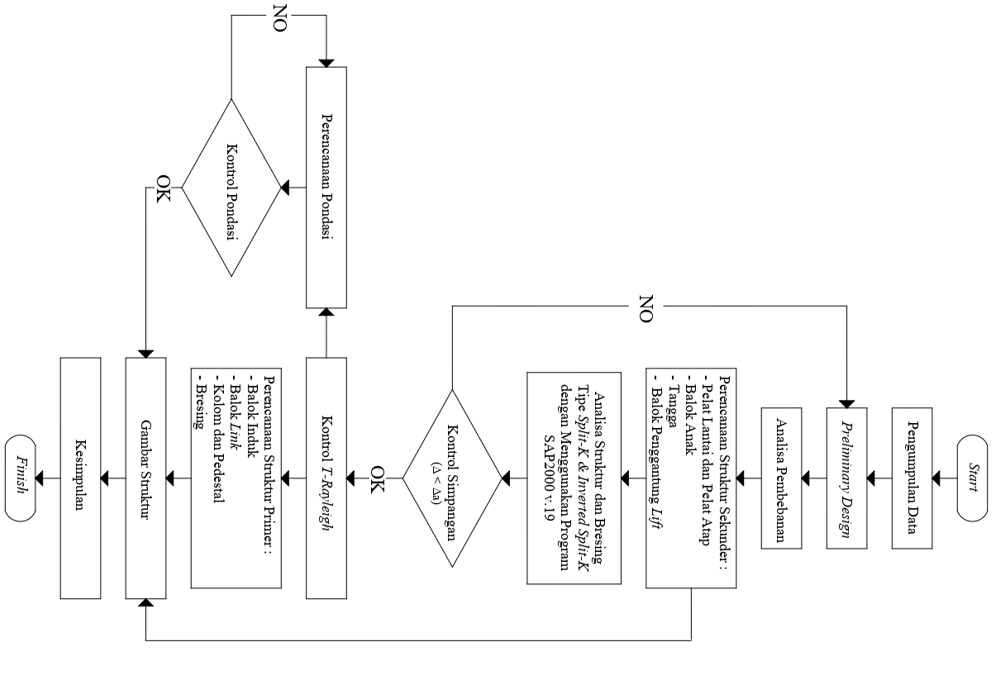 Start
Pengumpulan Data
Preliminary Design
Analisa Pembebanan
Perencanaan Struktur Sekunder :
- Pelat Lantai dan Pelat Atap
- Balok Anak
- Tangga
- Balok Penggantung Lift
Analisa Struktur dan Bresing
Tipe Split-K & Inverted Split-K
dengan Menggunakan Program
SAP2000 v.19
NO
Kontrol Simpangan
(Δ < Δa)
OK
Kontrol T-Rayleigh
Perencanaan Struktur Primer :
- Balok Induk
- Balok Link
- Kolom dan Pedestal
- Bresing
Perencanaan Pondasi
NO
Kontrol Pondasi
OK
Gambar Struktur
Kesimpulan
Finish